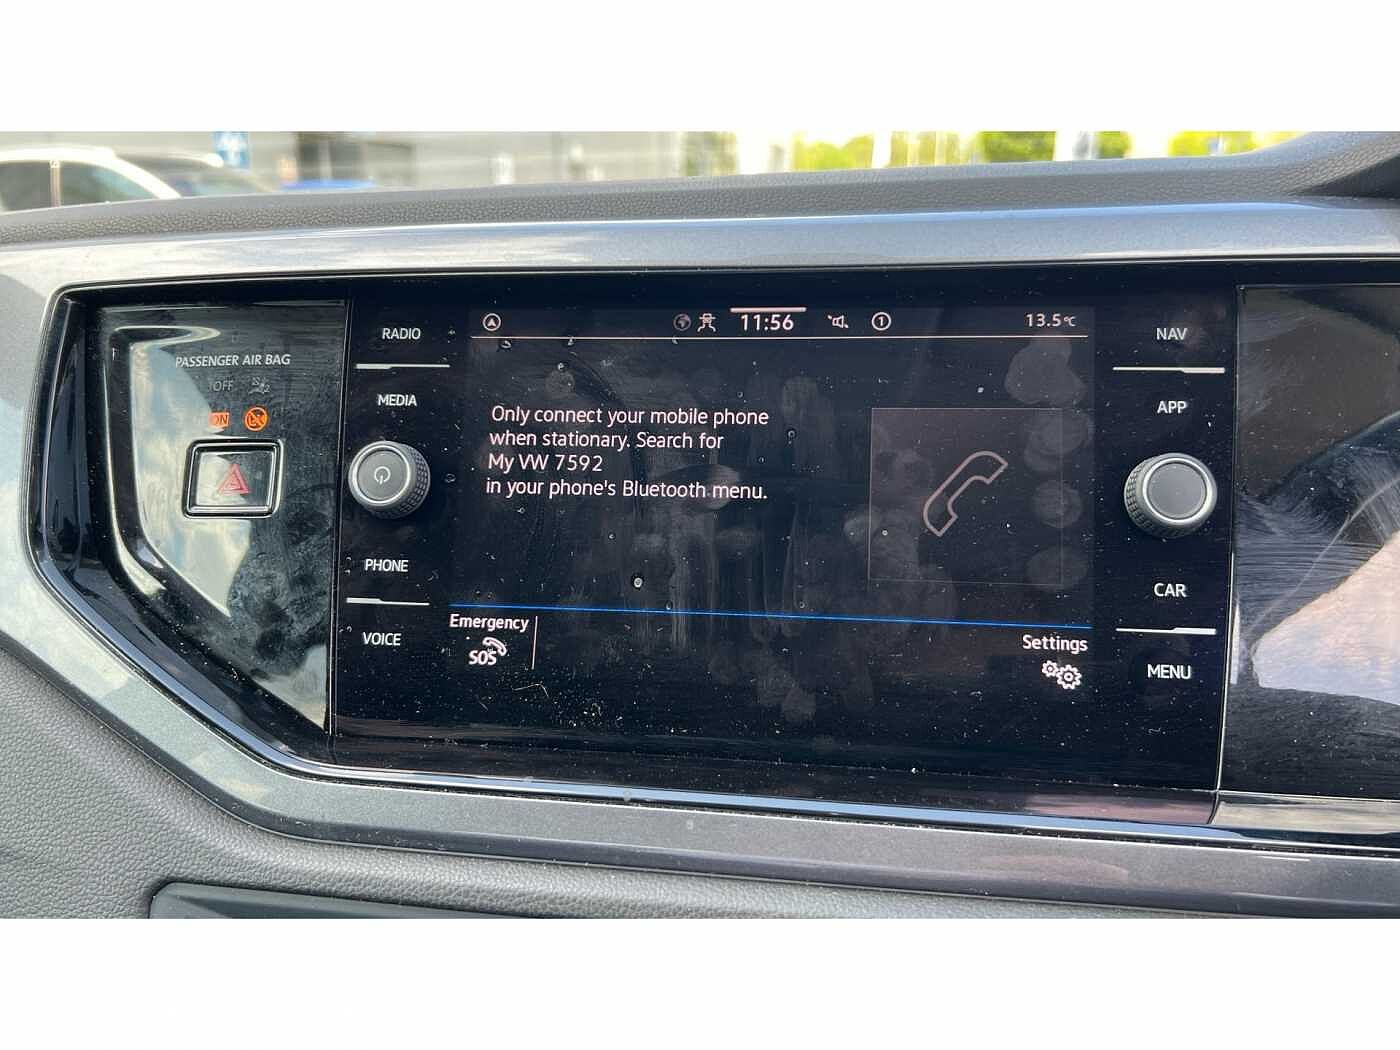 RADIO
MEDIA
PHONE
VOICE
PASSENGER AIR BAG
OFF
ON
11:56
1
13.5°C
Only connect your mobile phone
when stationary. Search for
My VW 7592
in your phone's Bluetooth menu.
Emergency
SOS
Settings
NAV
APP
CAR
MENU